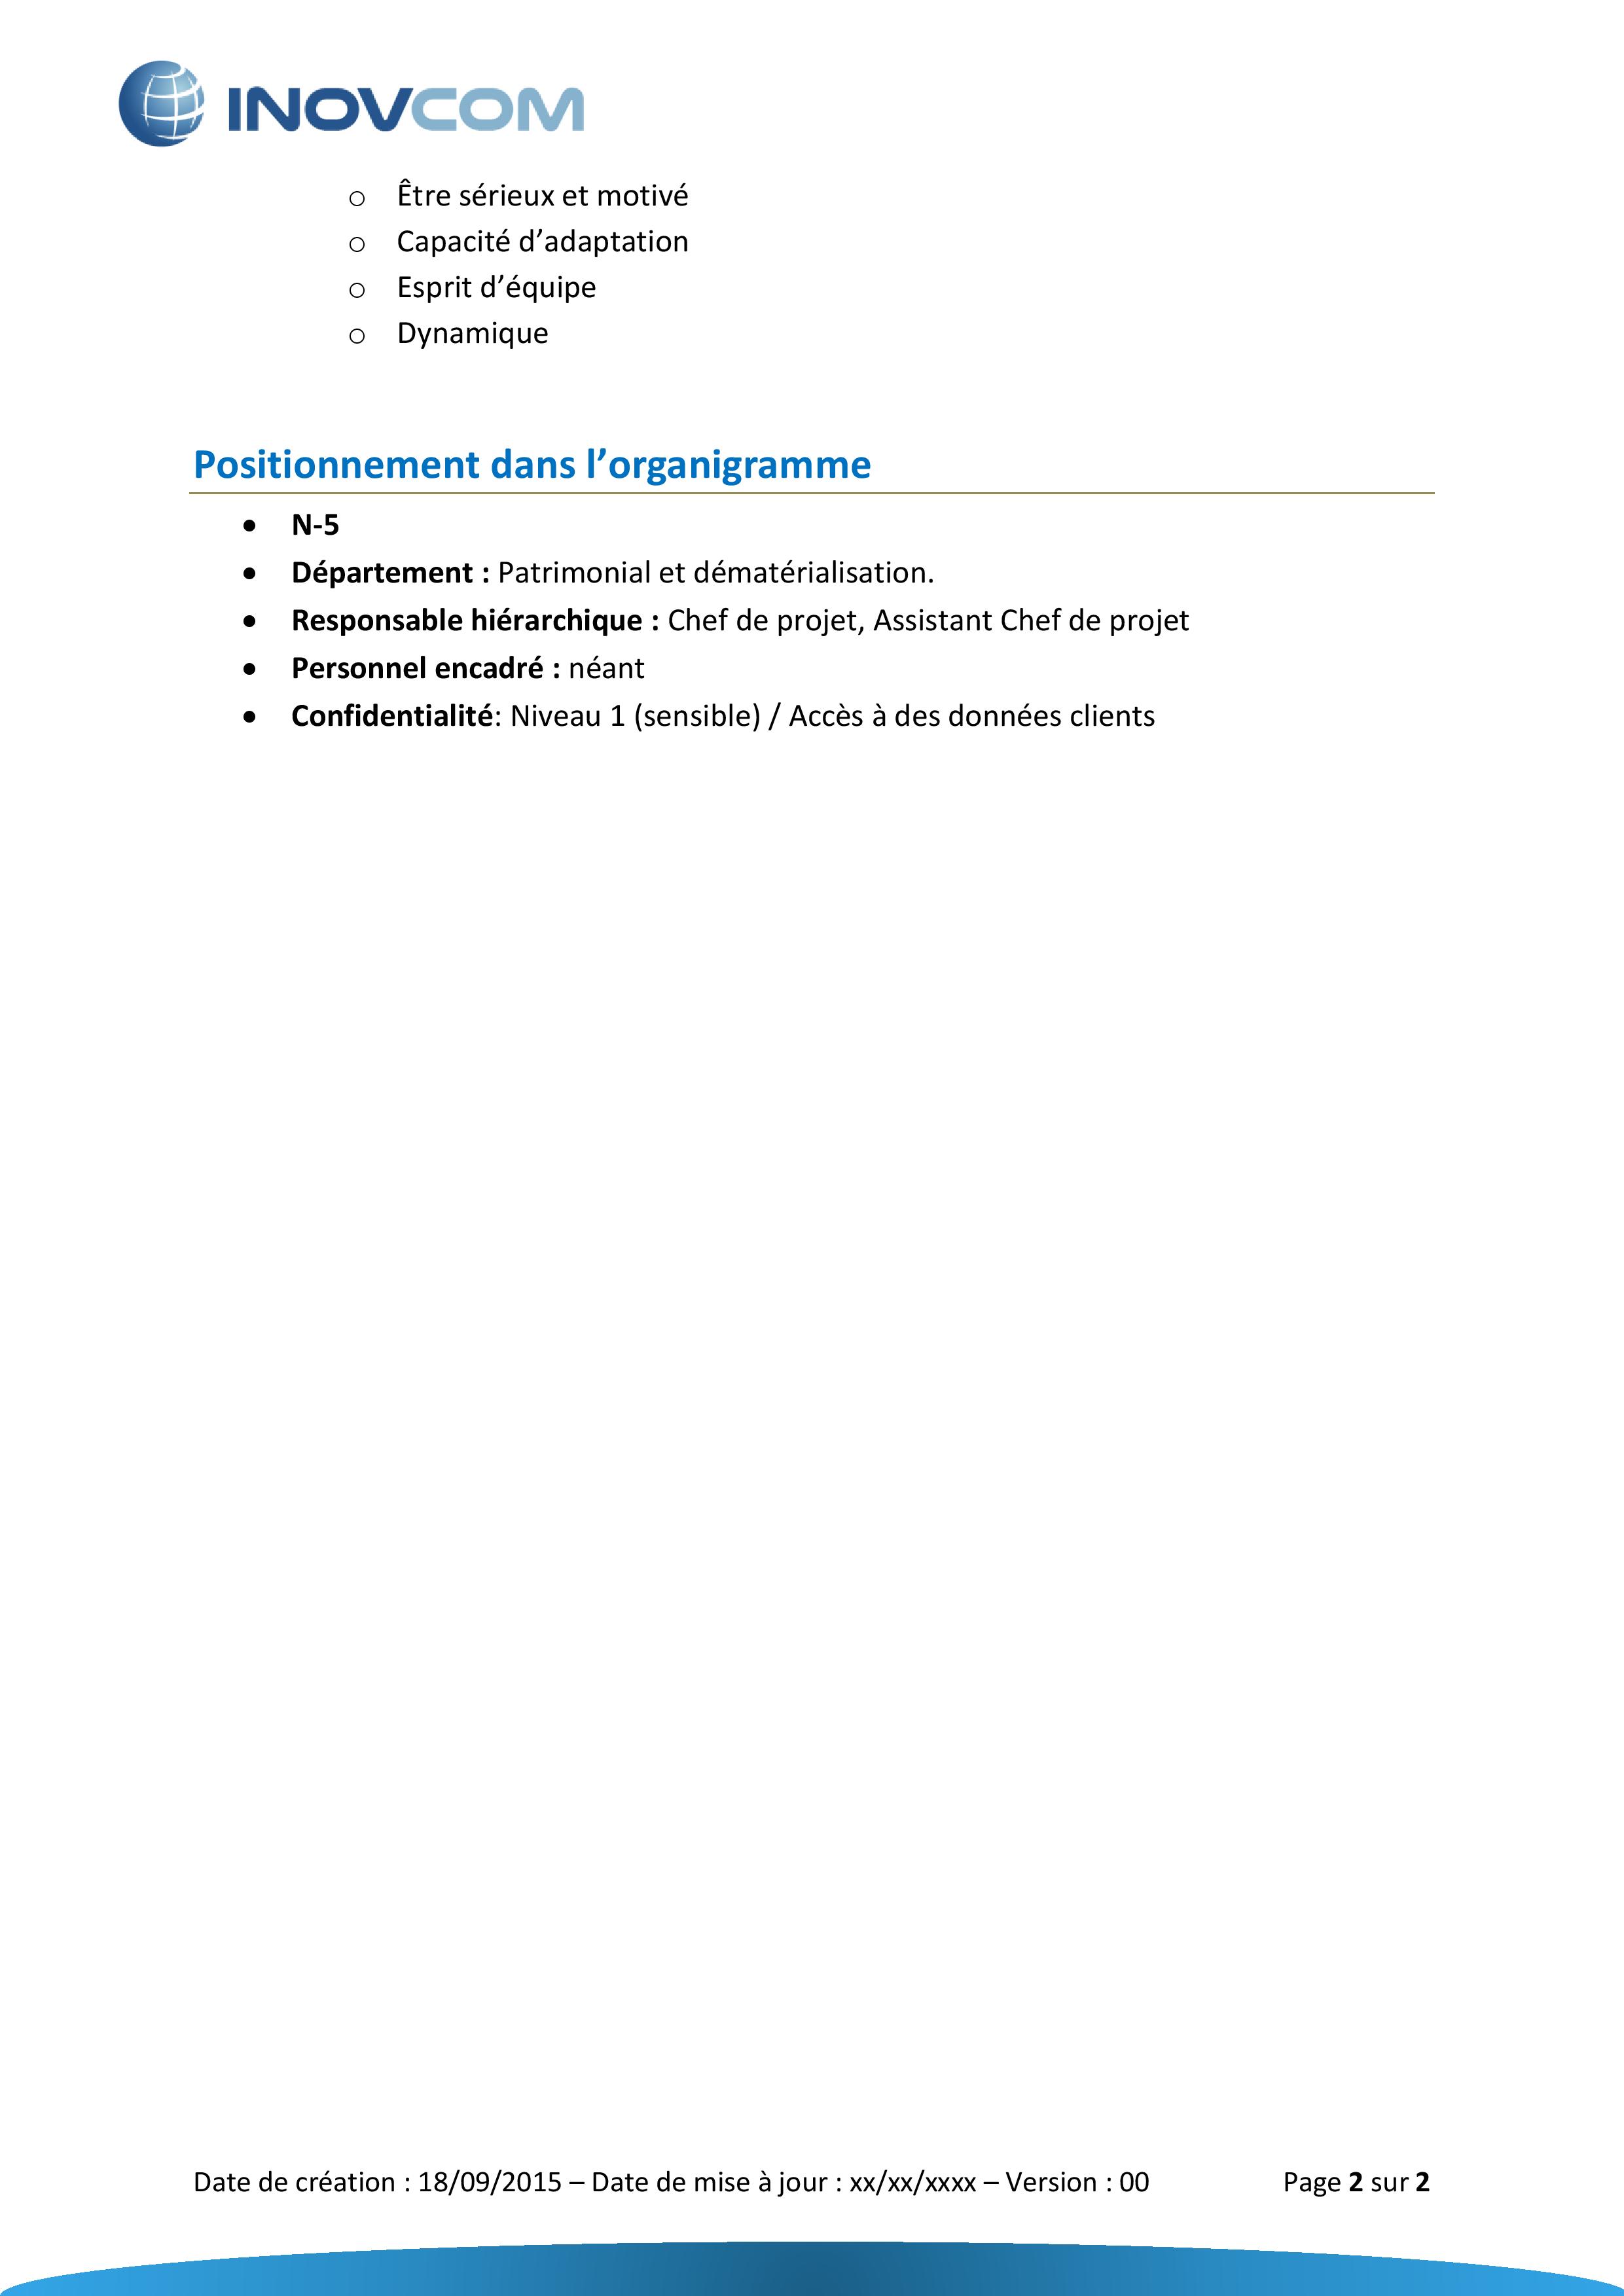 INOVCOM
o Être sérieux et motivé
o Capacité d’adaptation
o Esprit d’équipe
o Dynamique
Positionnement dans l’organigramme
• N-5
• Département : Patrimonial et dématérialisation.
• Responsable hiérarchique : Chef de projet, Assistant Chef de projet
• Personnel encadré : néant
• Confidentialité: Niveau 1 (sensible) / Accès à des données clients
Date de création : 18/09/2015 – Date de mise à jour : xx/xx/xxxx – Version : 00 Page 2 sur 2